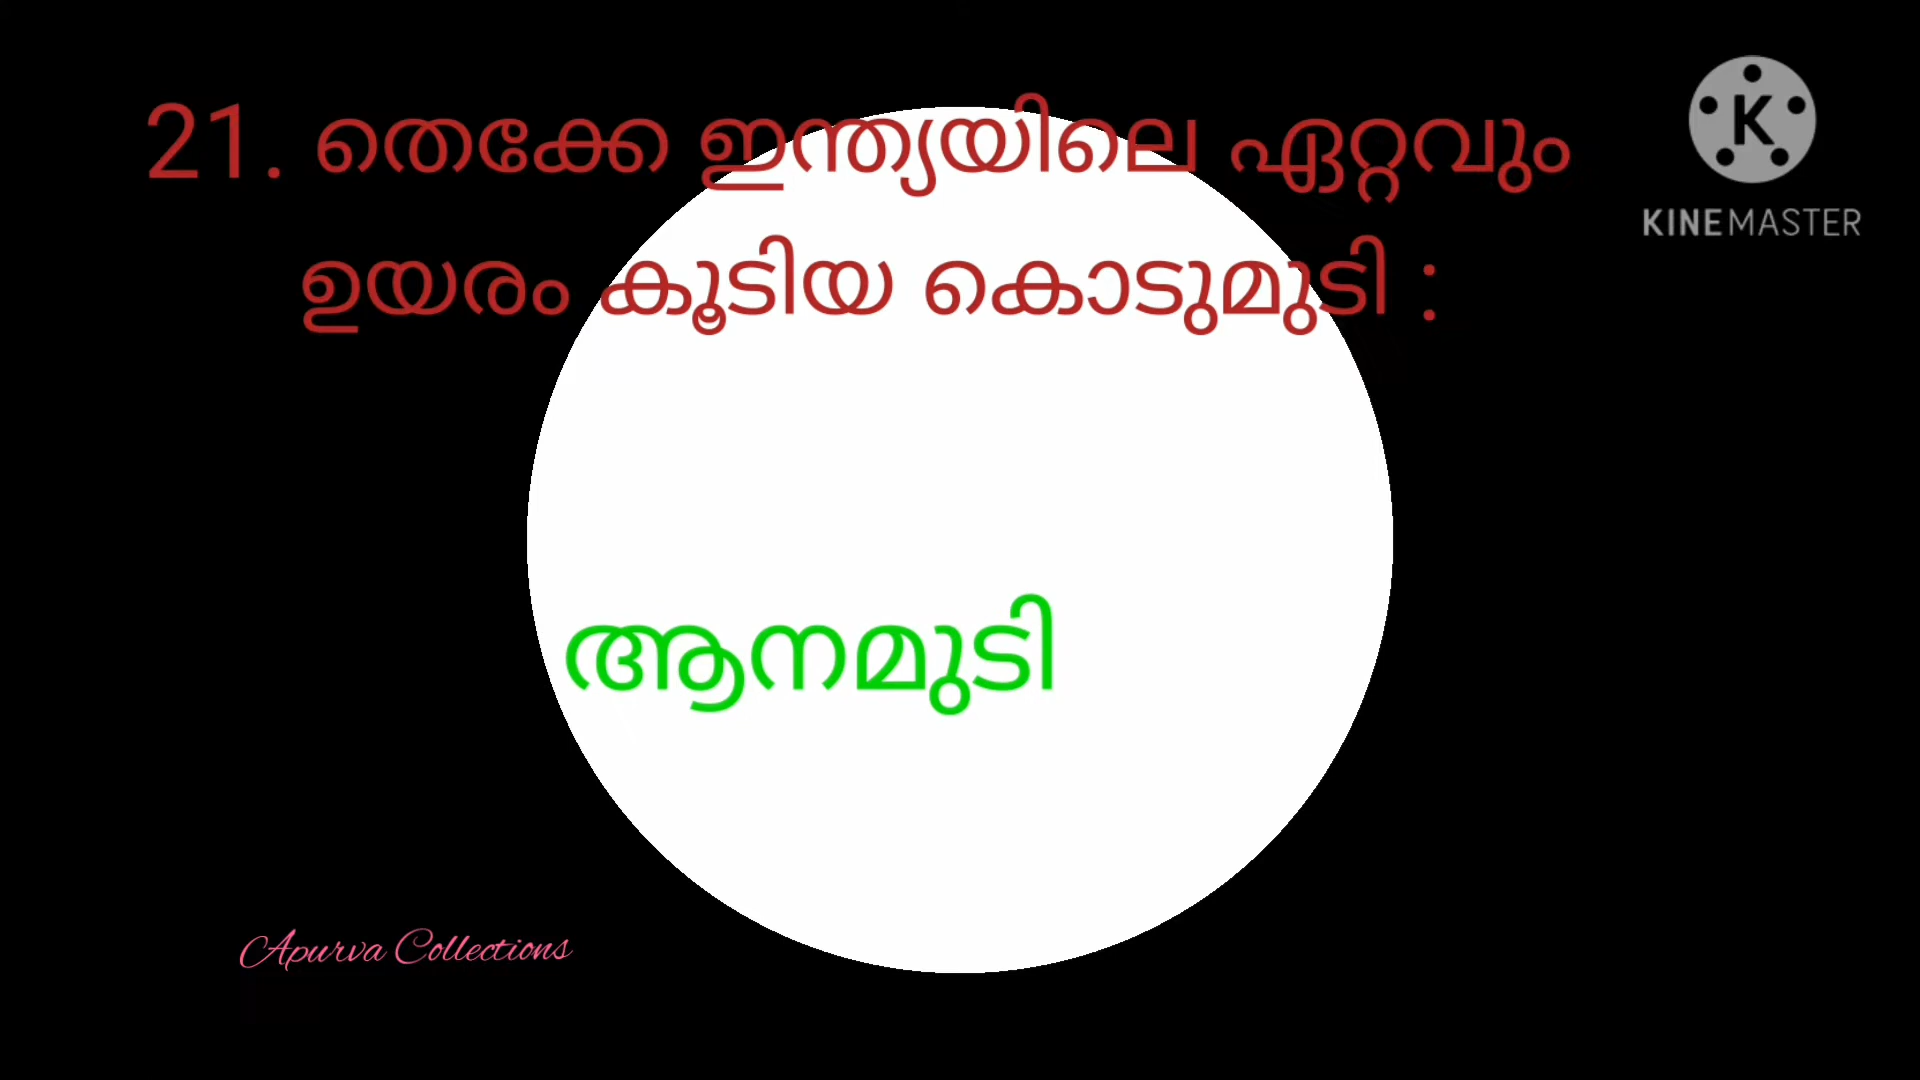 21. തെക്കേ ഇന്ത്യയിലെ ഏറ്റവും
ഉയരം കൂടിയ കൊടുമുടി :
K
KINEMASTER
ആനമുടി
Apurva Collections